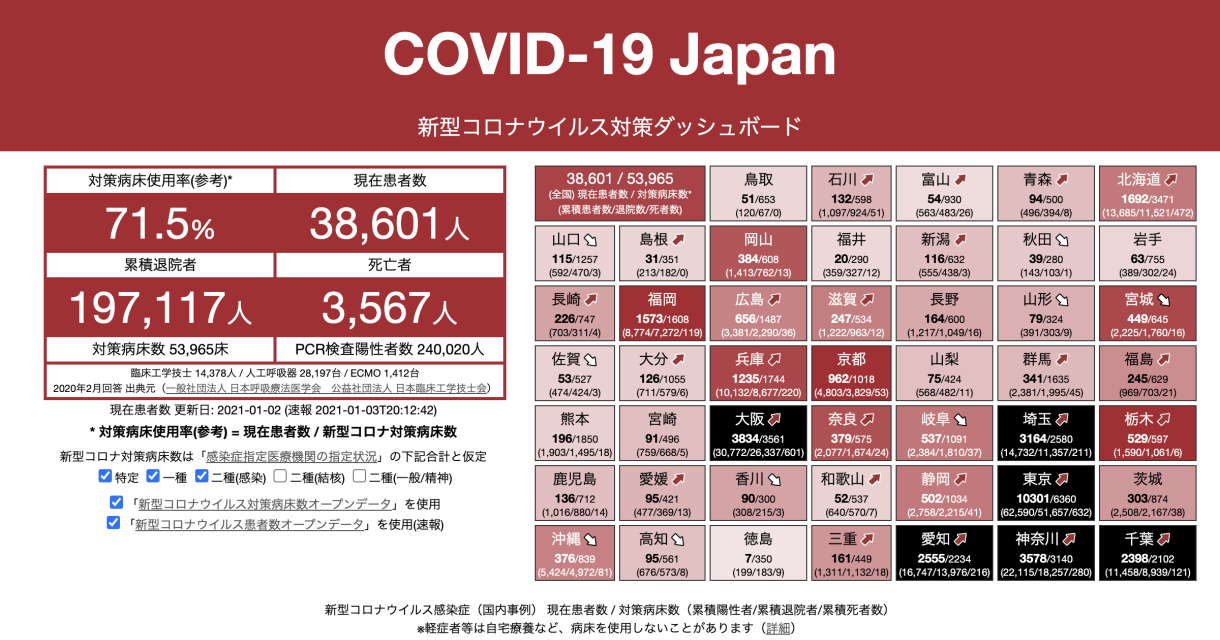 COVID-19 Japan
新型コロナウイルス対策ダッシュボード
対策病床使用率(参考)*
現在患者数
71.5%
38,601人
累積退院者
死亡者
197,117人
3,567人
対策病床数 53,965床
PCR検査陽性者数 240,020人
臨床工学技士 14,378人 / 人工呼吸器 28,197台 / ECMO 1,412台
2020年2月回答 出典元（一般社団法人 日本呼吸療法医学会　公益社団法人 日本臨床工学技士会）
現在患者数 更新日: 2021-01-02 (速報 2021-01-03T20:12:42)
* 対策病床使用率(参考) = 現在患者数 / 新型コロナ対策病床数
新型コロナ対策病床数は「感染症指定医療機関の指定状況」の下記合計と仮定
特定 一種 二種(感染) 二種(結核) 二種(一般/精神)
「新型コロナウイルス対策病床数オープンデータ」を使用
「新型コロナウイルス患者数オープンデータ」を使用(速報)
38,601 / 53,965
(全国) 現在患者数 / 対策病床数*
(累積患者数/退院数/死者数)
鳥取
51/653
(120/67/0)
石川
132/598
(1,097/924/51)
富山
54/930
(563/483/26)
青森
94/500
(496/394/8)
北海道
1692/3471
(13,685/11,521/472)
山口
115/1257
(592/470/3)
島根
31/351
(213/182/0)
岡山
384/608
(1,413/762/13)
福井
20/290
(359/327/12)
新潟
116/632
(555/438/3)
秋田
39/280
(143/103/1)
岩手
63/755
(389/302/24)
長崎
226/747
(703/311/4)
福岡
1573/1608
(8,774/7,272/119)
広島
656/1487
(3,381/2,290/36)
滋賀
247/534
(1,222/963/12)
長野
164/600
(1,217/1,049/16)
山形
79/324
(391/303/9)
宮城
449/645
(2,225/1,760/16)
佐賀
53/527
(474/424/3)
大分
126/1055
(711/579/6)
兵庫
1235/1744
(10,132/8,677/220)
京都
962/1018
(4,803/3,829/53)
山梨
75/424
(568/482/11)
群馬
341/1635
(2,381/1,995/45)
福島
245/629
(969/703/21)
熊本
196/1850
(1,903/1,495/18)
宮崎
91/496
(759/668/5)
大阪
3834/3561
(30,772/26,337/601)
奈良
379/575
(2,077/1,674/24)
岐阜
537/1091
(2,384/1,810/37)
埼玉
3164/2580
(14,732/11,357/211)
栃木
529/597
(1,590/1,061/6)
鹿児島
136/712
(1,016/880/14)
愛媛
95/421
(477/369/13)
香川
90/300
(308/215/3)
和歌山
52/537
(640/570/7)
静岡
502/1034
(2,758/2,215/41)
東京
10301/6360
(62,590/51,657/632)
茨城
303/874
(2,508/2,167/38)
沖縄
376/839
(5,424/4,972/81)
高知
95/561
(676/573/8)
徳島
7/350
(199/183/9)
三重
161/449
(1,311/1,132/18)
愛知
2555/2234
(16,747/13,976/216)
神奈川
3578/3140
(22,115/18,257/280)
千葉
2398/2102
(11,458/8,939/121)
新型コロナウイルス感染症（国内事例） 現在患者数 / 対策病床数（累積陽性者/累積退院者/累積死者数）
※軽症者等は自宅療養など、病床を使用しないことがあります（詳細）